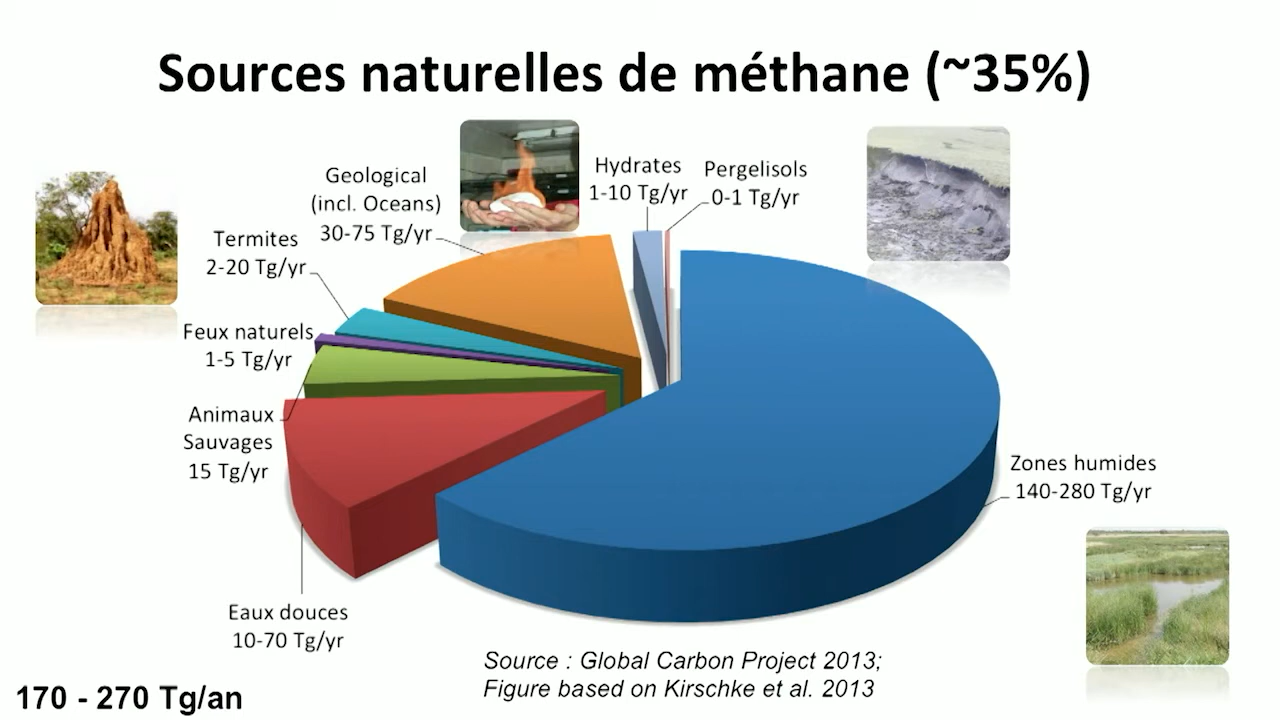 Sources naturelles de méthane (~35%)
Geological
(incl. Oceans)
30-75 Tg/yr
Hydrates
1-10 Tg/yr
Pergelisols
0-1 Tg/yr
Termites
2-20 Tg/yr
Feux naturels
1-5 Tg/yr
Animaux
Sauvages
15 Tg/yr
Zones humides
140-280 Tg/yr
Eaux douces
10-70 Tg/yr
Source : Global Carbon Project 2013;
Figure based on Kirschke et al. 2013
170 - 270 Tg/an